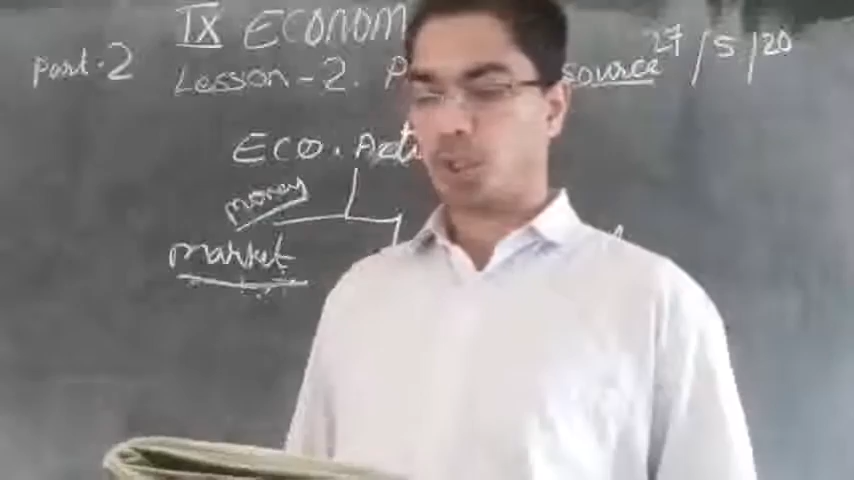 IX ECONOM
Part-2
Lesson-2. P source 27/5/20
Eco. Acti
money
market